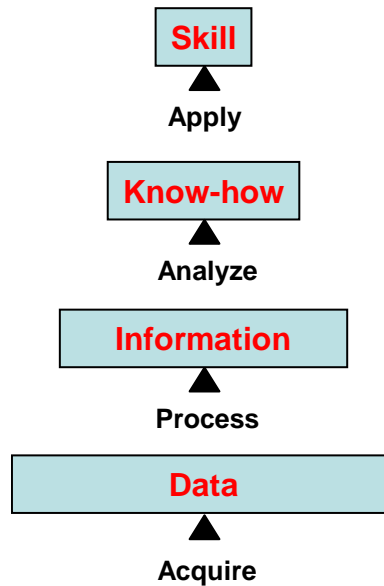 Skill
Apply
Know-how
Analyze
Information
Process
Data
Acquire